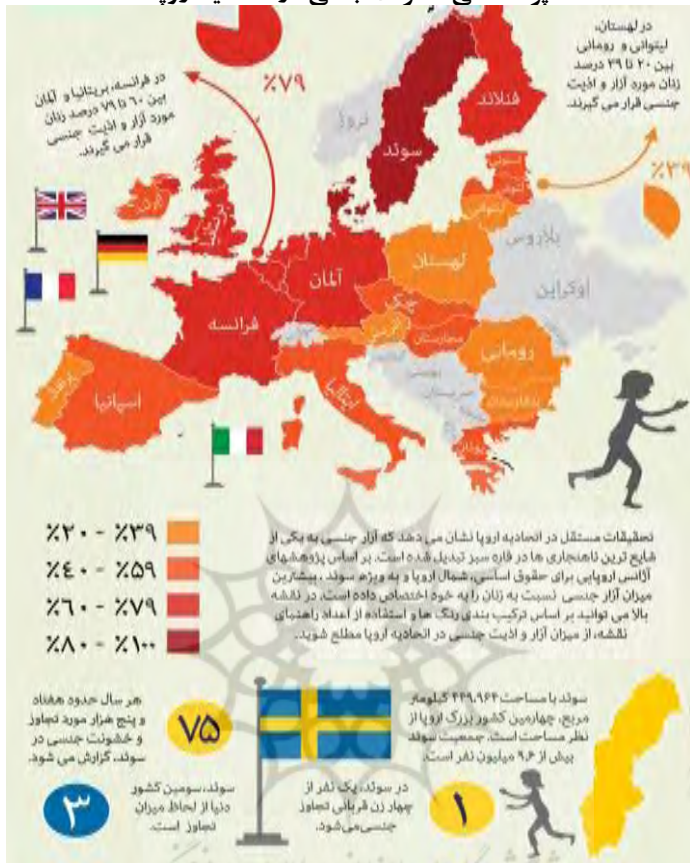 در لهستان،
لیتوانی و رومانی
بین ۲۰ تا ۳۹ درصد
زنان مورد آزار و اذیت
جنسی قرار می گیرند.
٪۷۹
در فرانسه، بریتانیا و آلمان
بین ۶۰ تا ۷۹ درصد زنان
مورد آزار و اذیت جنسی
قرار می گیرند.
٪۳۹
فنلاند
نروژ
سوئد
استونی
لیتوانی
بلاروس
لهستان
اوکراین
آلمان
چک
فرانسه
مجارستان
رومانی
اسپانیا
ایتالیا
یونان
٪۲۰ - ٪۳۹
٪۴۰ - ٪۵۹
٪۶۰ - ٪۷۹
٪۸۰ - ٪۱۰۰
تحقیقات مستقل در اتحادیه اروپا نشان می دهد که آزار جنسی به یکی از
شایع ترین ناهنجاری ها در قاره سبز تبدیل شده است. بر اساس پژوهشهای
آژانس اروپایی برای حقوق اساسی، شمال اروپا و به ویژه سوئد، بیشترین
میزان آزار جنسی نسبت به زنان را به خود اختصاص داده است. در نقشه
بالا می توانید بر اساس ترکیب بندی رنگ ها و استفاده از اعداد راهنمای
نقشه، از میزان آزار و اذیت جنسی در اتحادیه اروپا مطلع شوید.
سوئد با مساحت ۴۴۹.۹۶۴ کیلومتر
مربع، چهارمین کشور بزرگ اروپا از
نظر مساحت است. جمعیت سوئد
بیش از ۹.۶ میلیون نفر است.
۷۵
هر سال حدود هفتاد
و پنج هزار مورد تجاوز
و خشونت جنسی در
سوئد، گزارش می شود.
۱
در سوئد، یک نفر از
چهار زن قربانی تجاوز
جنسی می‌شود.
سوئد، سومین کشور
دنیا از لحاظ میزان
تجاوز است.
۳